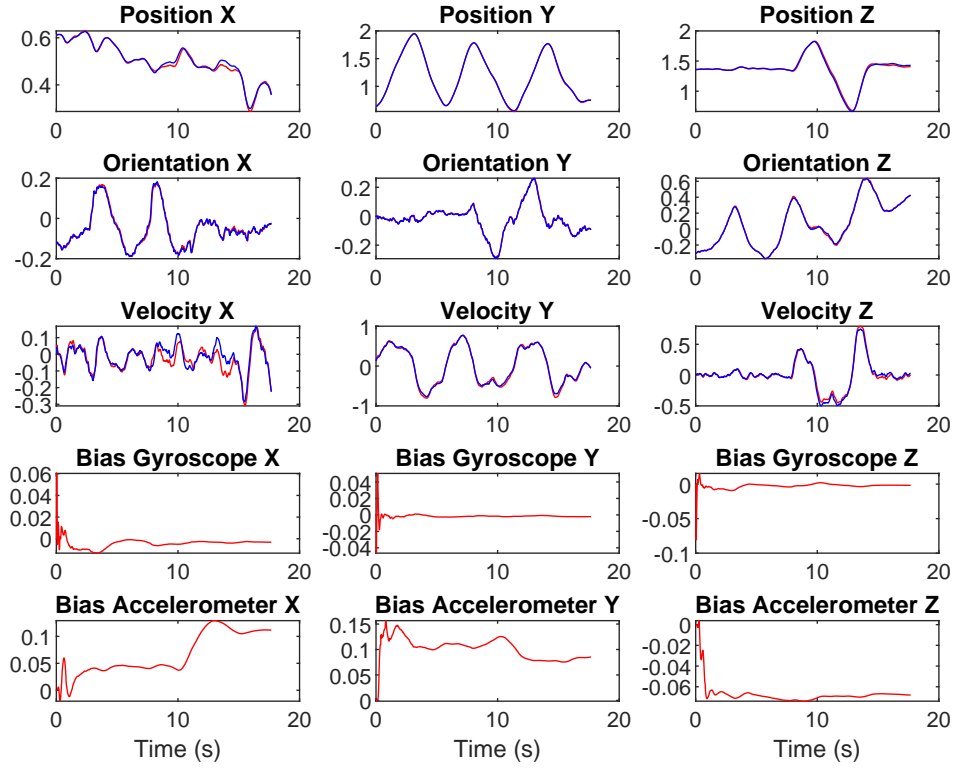 Position X
Position Y
Position Z
0.6
0.4
0 10 20
2
1.5
1
0 10 20
2
1.5
1
0 10 20
Orientation X
Orientation Y
Orientation Z
0.2
0
-0.2
0 10 20
0.2
0
-0.2
0 10 20
0.6
0.4
0.2
0
-0.2
0 10 20
Velocity X
Velocity Y
Velocity Z
0.1
0
-0.1
-0.2
-0.3
0 10 20
1
0
-1
0 10 20
0.5
0
-0.5
0 10 20
Bias Gyroscope X
Bias Gyroscope Y
Bias Gyroscope Z
0.06
0.04
0.02
0
0 10 20
0.04
0.02
0
-0.02
-0.04
0 10 20
0
-0.05
-0.1
0 10 20
Bias Accelerometer X
Bias Accelerometer Y
Bias Accelerometer Z
0.1
0.05
0
0 10 20
0.15
0.1
0.05
0
0 10 20
0
-0.02
-0.04
-0.06
0 10 20
Time (s)
Time (s)
Time (s)